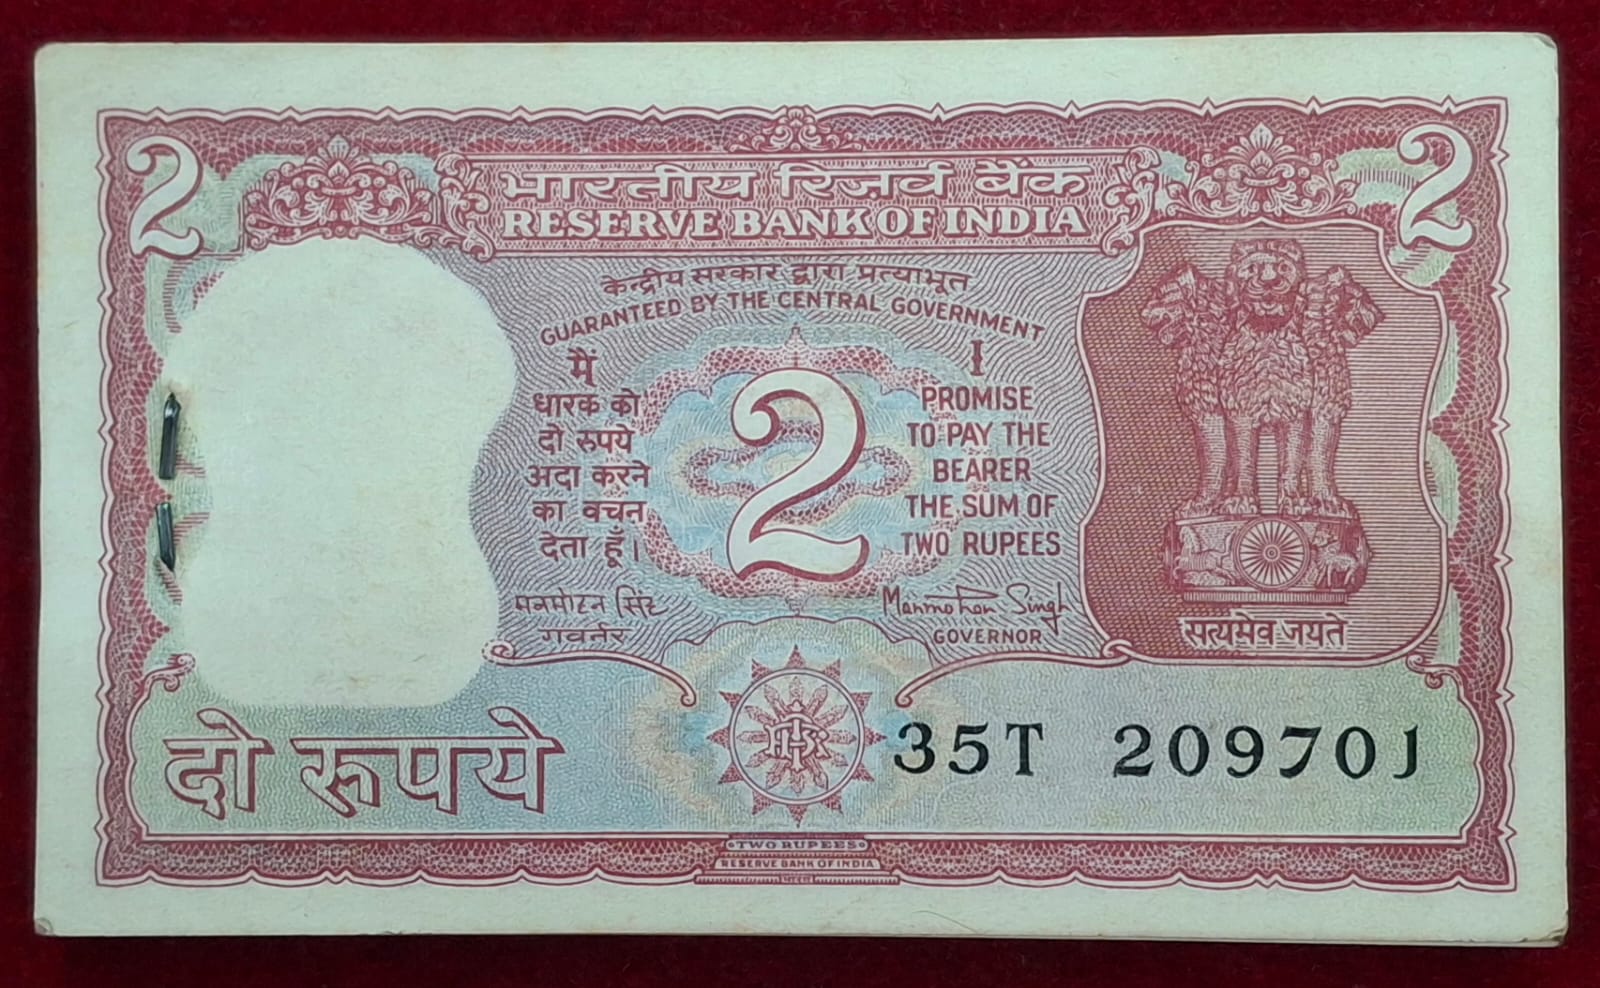 2
2
भारतीय रिज़र्व बैंक
RESERVE BANK OF INDIA
केन्द्रीय सरकार द्वारा प्रत्याभूत
GUARANTEED BY THE CENTRAL GOVERNMENT
मैं
धारक को
दो रुपये
अदा करने
का वचन
देता हूँ।
मनमोहन सिंह
गवर्नर
2
I
PROMISE
TO PAY THE
BEARER
THE SUM OF
TWO RUPEES
Manmohan Singh
GOVERNOR
सत्यमेव जयते
दो रुपये
35T 209701
TWO RUPEES
RESERVE BANK OF INDIA
भारत